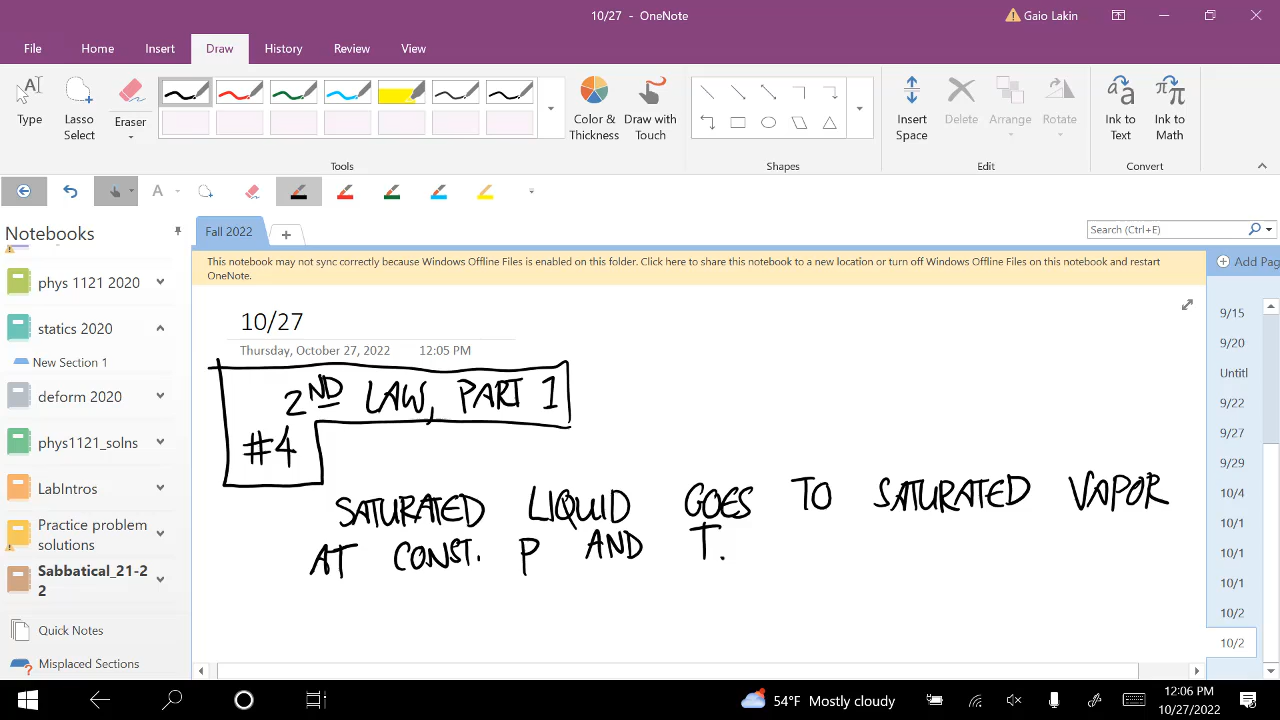 10/27 - OneNote
Gaio Lakin
File Home Insert Draw History Review View
Type
Lasso Select
Eraser
Color & Thickness
Draw with Touch
Insert Space
Delete
Arrange
Rotate
Ink to Text
Ink to Math
Tools
Shapes
Edit
Convert
Notebooks
Fall 2022
Search (Ctrl+E)
This notebook may not sync correctly because Windows Offline Files is enabled on this folder. Click here to share this notebook to a new location or turn off Windows Offline Files on this notebook and restart
OneNote.
Add Pag
phys 1121 2020
statics 2020
New Section 1
deform 2020
phys1121_solns
LabIntros
Practice problem
solutions
Sabbatical_21-2
2
Quick Notes
Misplaced Sections
10/27
Thursday, October 27, 2022 12:05 PM
2ND LAW, PART 1
#4
SATURATED LIQUID GOES TO SATURATED VAPOR
AT CONST. P AND T.
9/15
9/20
Untitl
9/22
9/27
9/29
10/4
10/1
10/1
10/1
10/2
10/2
54°F Mostly cloudy
12:06 PM
10/27/2022